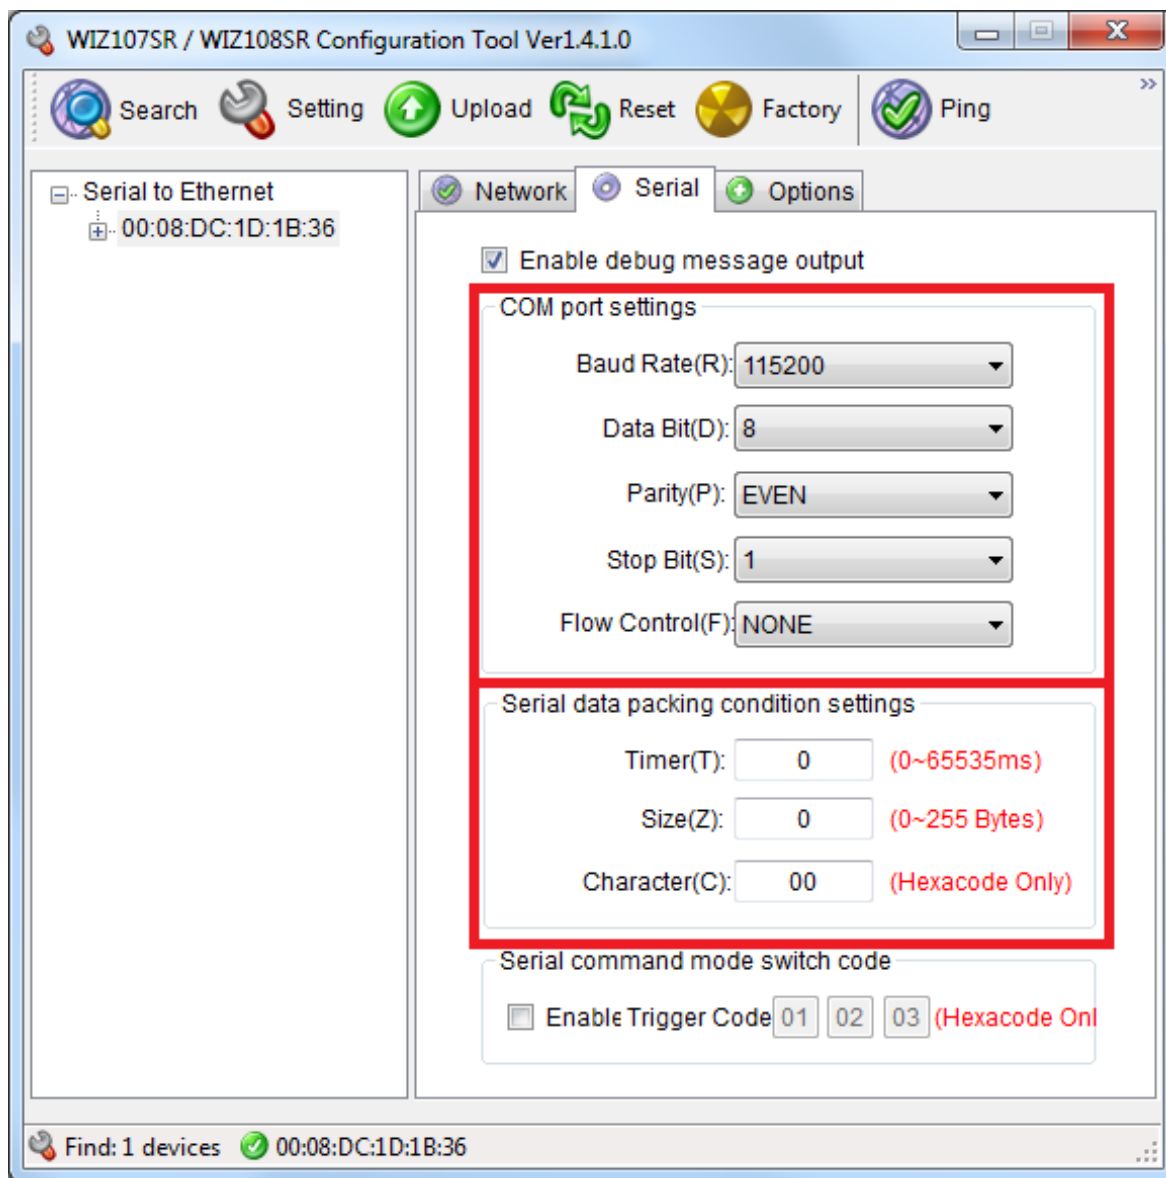 WIZ107SR / WIZ108SR Configuration Tool Ver1.4.1.0
Search Setting Upload Reset Factory Ping
Serial to Ethernet
00:08:DC:1D:1B:36
Network Serial Options
Enable debug message output
COM port settings
Baud Rate(R): 115200
Data Bit(D): 8
Parity(P): EVEN
Stop Bit(S): 1
Flow Control(F): NONE
Serial data packing condition settings
Timer(T): 0 (0~65535ms)
Size(Z): 0 (0~255 Bytes)
Character(C): 00 (Hexacode Only)
Serial command mode switch code
Enable Trigger Code 01 02 03 (Hexacode Onl
Find: 1 devices 00:08:DC:1D:1B:36